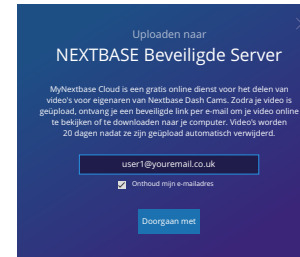 Uploaden naar
NEXTBASE Beveiligde Server
MyNextbase Cloud is een gratis online dienst voor het delen van
video's voor eigenaren van Nextbase Dash Cams. Zodra je video is
geüpload, ontvang je een beveiligde link per e-mail om je video online
te bekijken of te downloaden naar je computer. Video's worden
20 dagen nadat ze zijn geüpload automatisch verwijderd.
user1@youremail.co.uk
Onthoud mijn e-mailadres
Doorgaan met